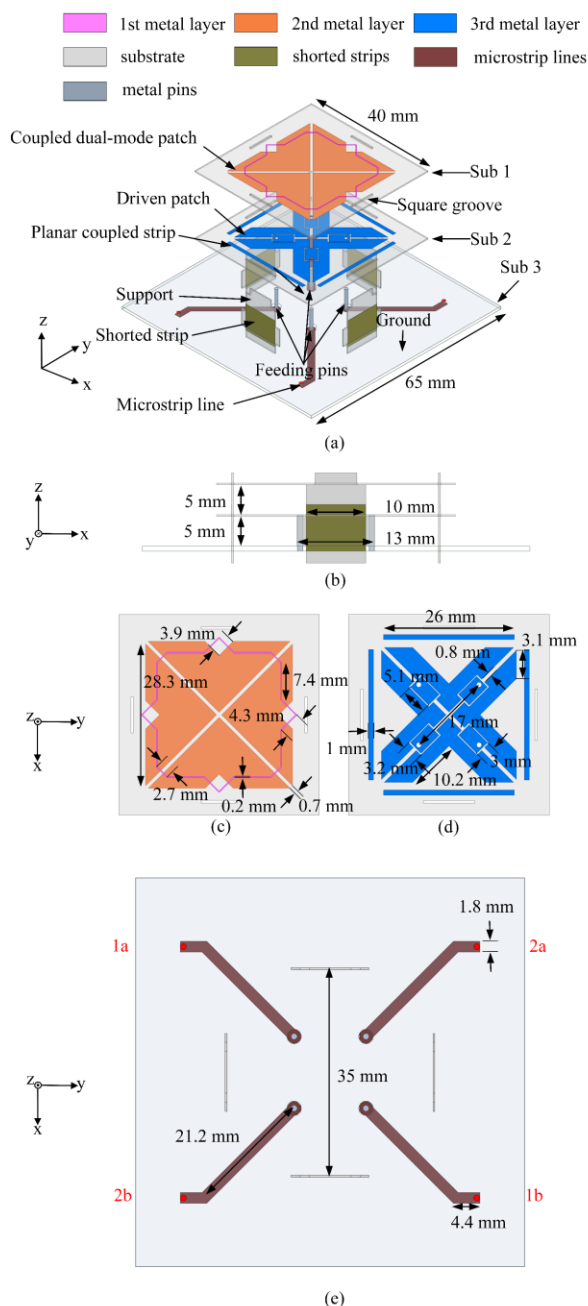 1st metal layer 2nd metal layer 3rd metal layer
substrate shorted strips microstrip lines
metal pins
40 mm
Coupled dual-mode patch
Sub 1
Driven patch
Square groove
Planar coupled strip
Sub 2
Sub 3
Support
z
y
x
Shorted strip
Ground
Feeding pins
65 mm
Microstrip line
(a)
z
y x
5 mm 10 mm
5 mm 13 mm
(b)
3.9 mm
28.3 mm
7.4 mm
4.3 mm
2.7 mm
0.2 mm
0.7 mm
z y
x
(c)
26 mm
0.8 mm
3.1 mm
5.1 mm
17 mm
1 mm
3.2 mm
10.2 mm
3 mm
(d)
1.8 mm
1a 2a
z y
x
35 mm
21.2 mm
2b 1b
4.4 mm
(e)